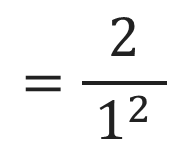 = 2/1²